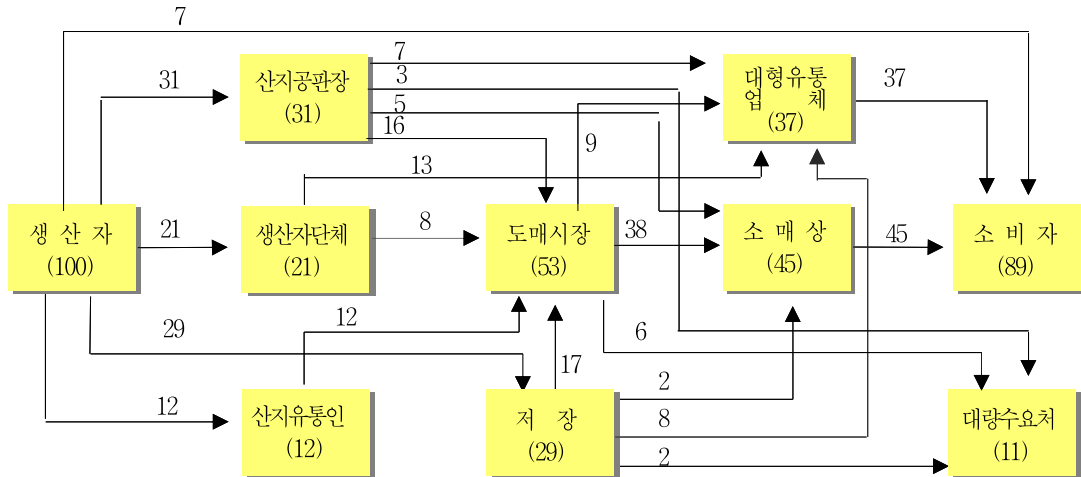 7
31
산지공판장
(31)
7
3
5
16
대형유통
업 체
(37)
37
9
13
생 산 자
(100)
21
생산자단체
(21)
8
도매시장
(53)
38
소 매 상
(45)
45
소 비 자
(89)
29
12
17
6
12
산지유통인
(12)
저 장
(29)
2
8
2
대량수요처
(11)